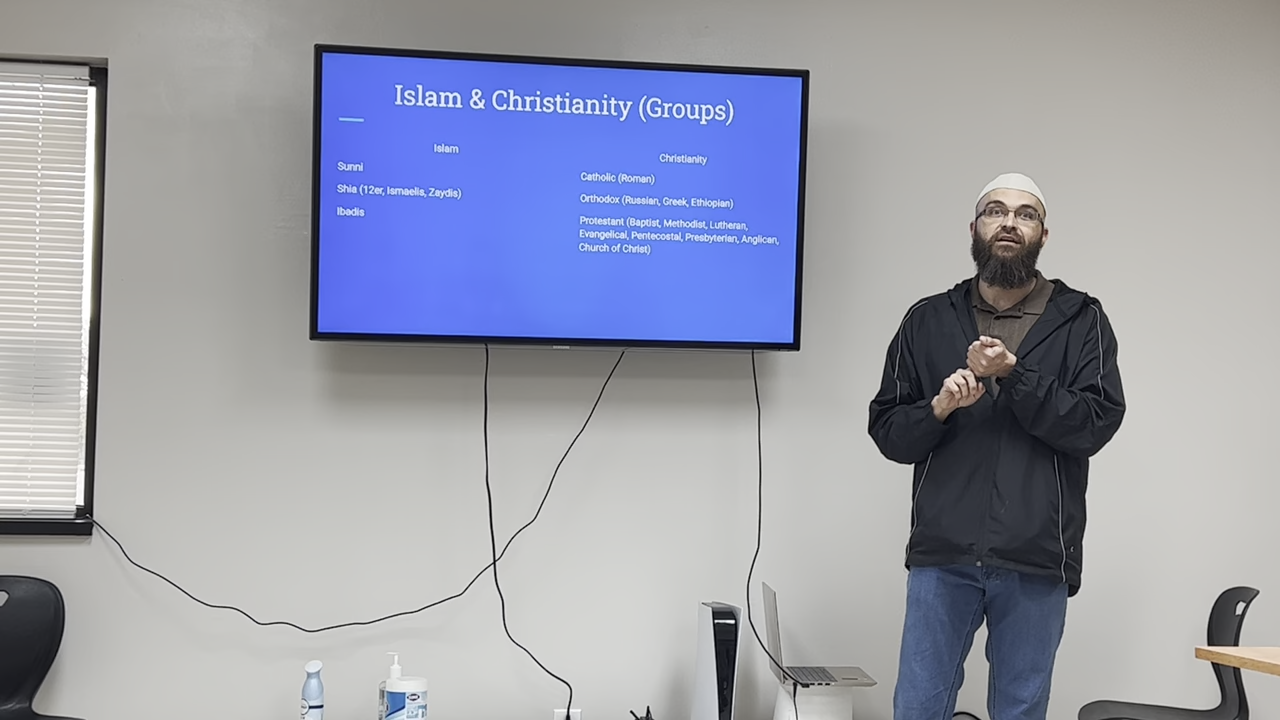 Islam & Christianity (Groups)
Islam
Sunni
Shia (12er, Ismaelis, Zaydis)
Ibadis
Christianity
Catholic (Roman)
Orthodox (Russian, Greek, Ethiopian)
Protestant (Baptist, Methodist, Lutheran,
Evangelical, Pentecostal, Presbyterian, Anglican,
Church of Christ)